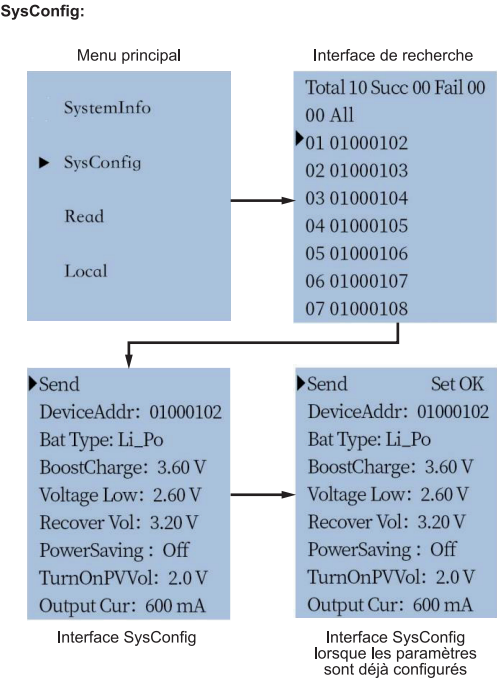 SysConfig:
Menu principal
SystemInfo
SysConfig
Read
Local
Interface de recherche
Total 10 Succ 00 Fail 00
00 All
01 01000102
02 01000103
03 01000104
04 01000105
05 01000106
06 01000107
07 01000108
Send
DeviceAddr: 01000102
Bat Type: Li_Po
BoostCharge: 3.60 V
Voltage Low: 2.60 V
Recover Vol: 3.20 V
PowerSaving : Off
TurnOnPVVol: 2.0 V
Output Cur: 600 mA
Interface SysConfig
Send Set OK
DeviceAddr: 01000102
Bat Type: Li_Po
BoostCharge: 3.60 V
Voltage Low: 2.60 V
Recover Vol: 3.20 V
PowerSaving : Off
TurnOnPVVol: 2.0 V
Output Cur: 600 mA
Interface SysConfig
lorsque les paramètres
sont déjà configurés